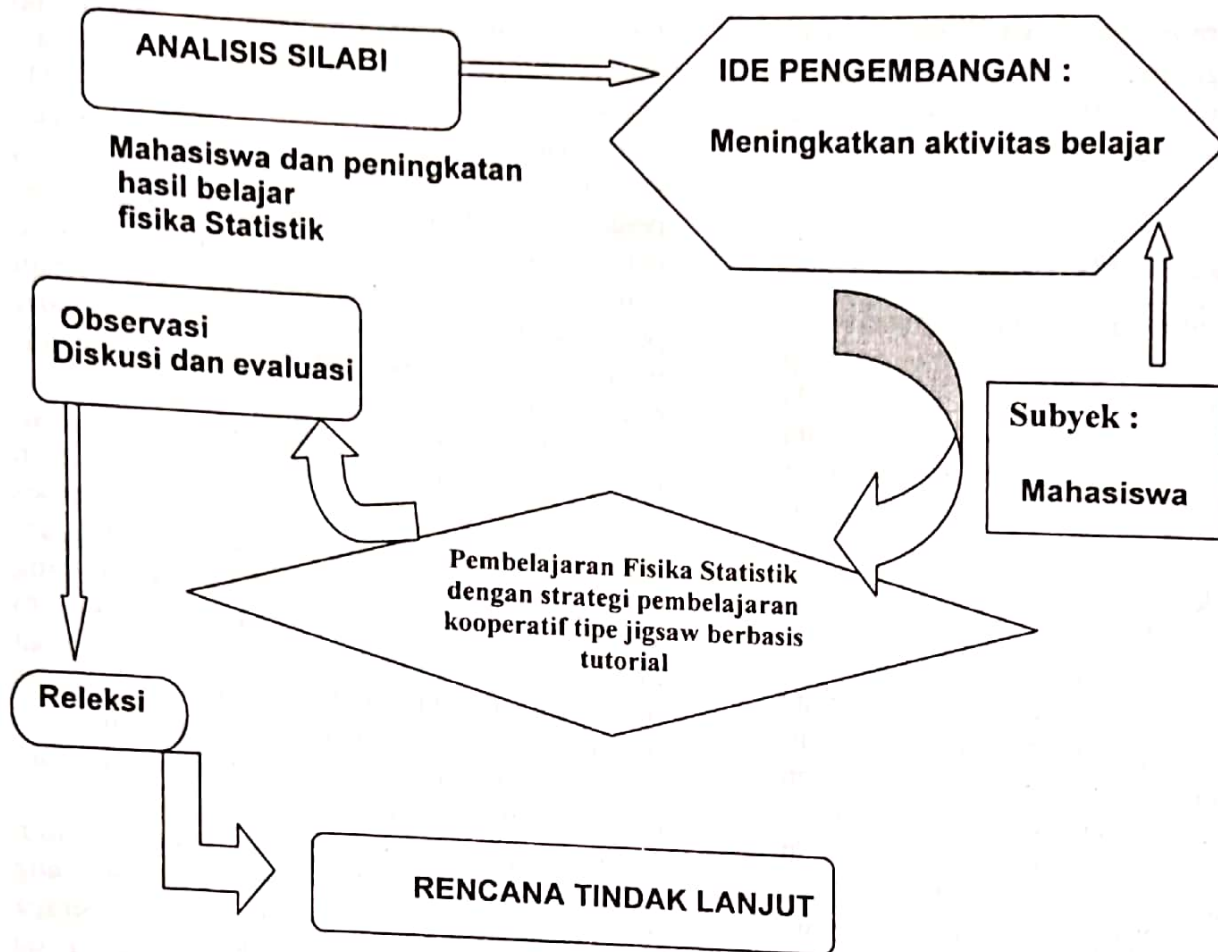 ANALISIS SILABI
IDE PENGEMBANGAN :
Meningkatkan aktivitas belajar
Mahasiswa dan peningkatan
hasil belajar
fisika Statistik
Observasi
Diskusi dan evaluasi
Subyek :
Mahasiswa
Pembelajaran Fisika Statistik
dengan strategi pembelajaran
kooperatif tipe jigsaw berbasis
tutorial
Releksi
RENCANA TINDAK LANJUT